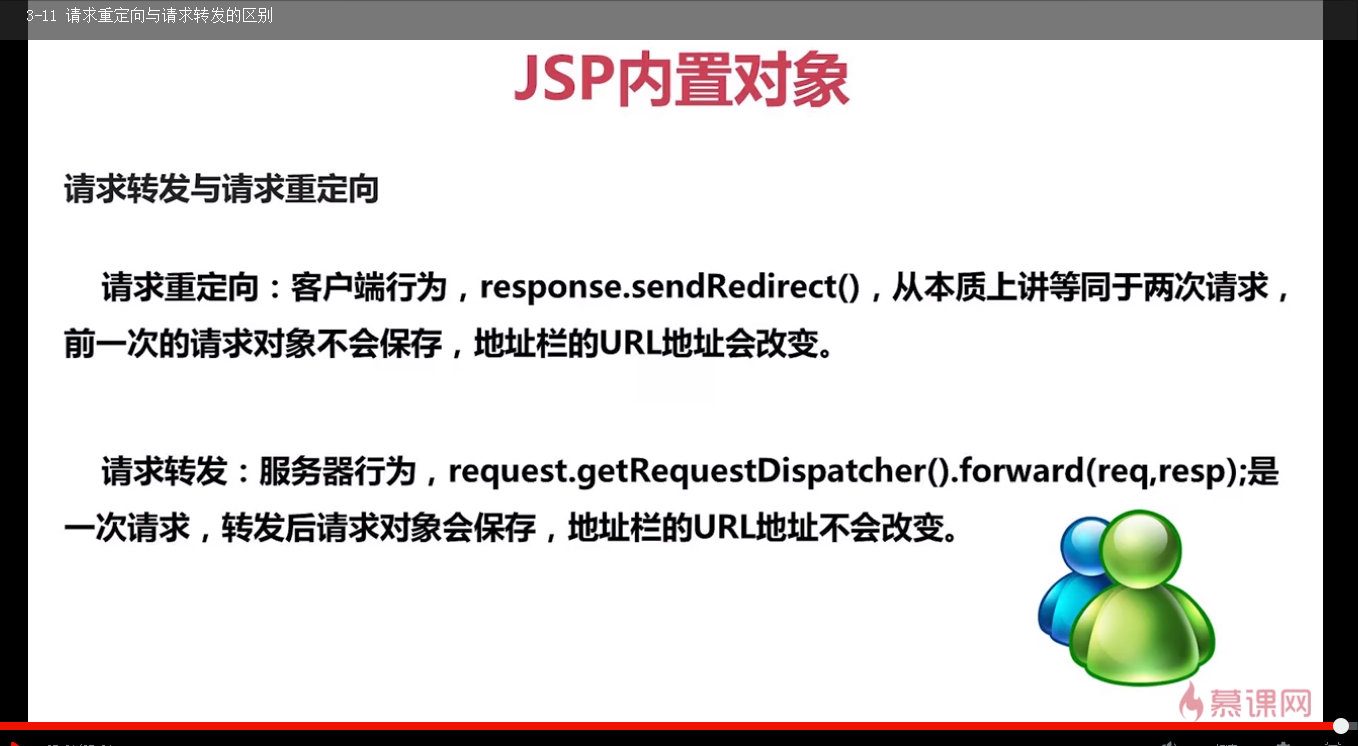 3-11 请求重定向与请求转发的区别
JSP内置对象
请求转发与请求重定向
请求重定向：客户端行为，response.sendRedirect()，从本质上讲等同于两次请求，
前一次的请求对象不会保存，地址栏的URL地址会改变。
请求转发：服务器行为，request.getRequestDispatcher().forward(req,resp);是
一次请求，转发后请求对象会保存，地址栏的URL地址不会改变。
慕课网